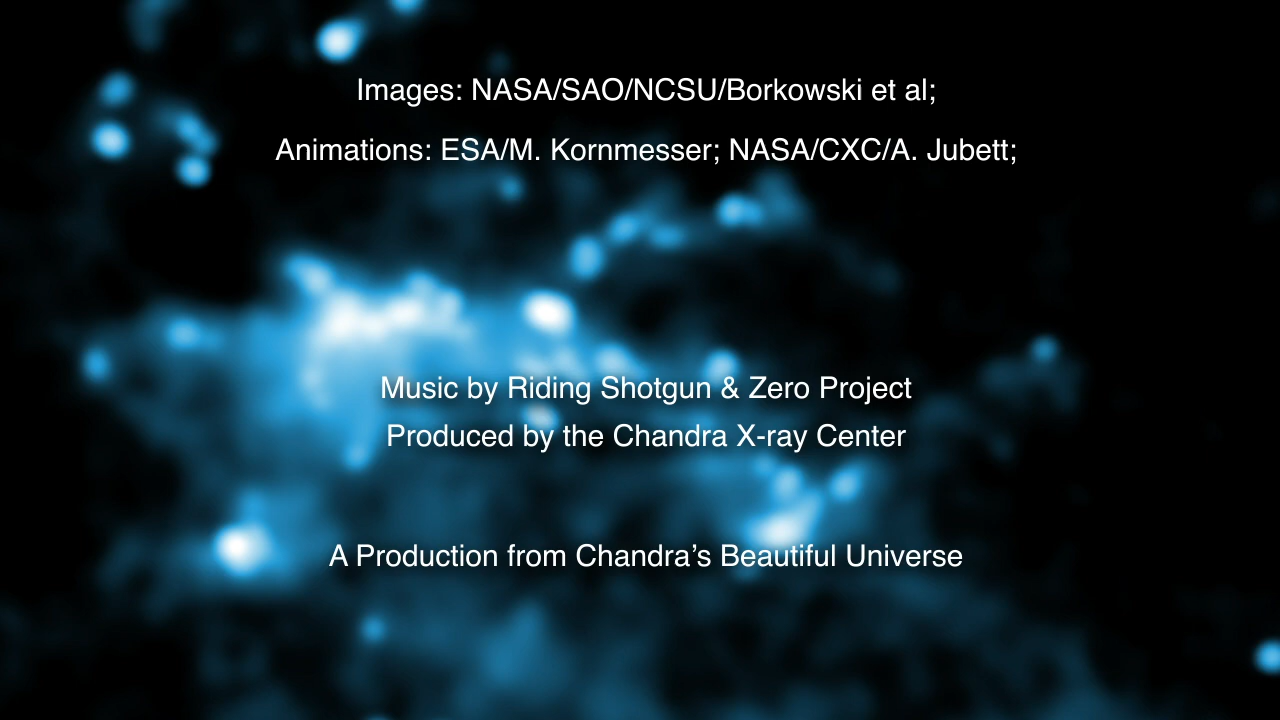 Images: NASA/SAO/NCSU/Borkowski et al;
Animations: ESA/M. Kornmesser; NASA/CXC/A. Jubett;
Music by Riding Shotgun & Zero Project
Produced by the Chandra X-ray Center
A Production from Chandra’s Beautiful Universe